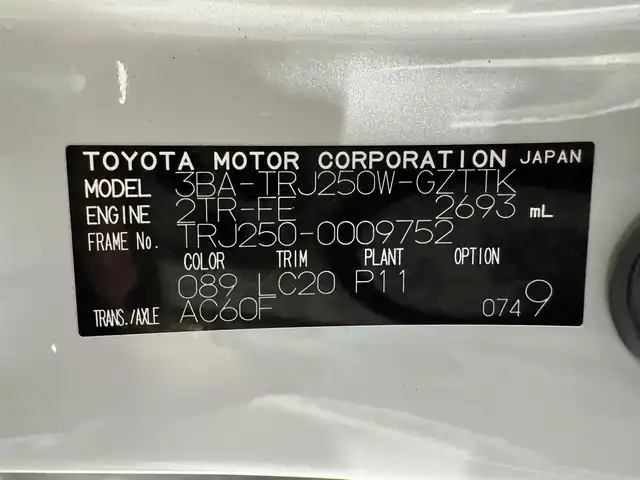 TOYOTA MOTOR CORPORATION JAPAN
MODEL 3BA-TRJ250W-GZTTK
ENGINE 2TR-FE 2693 mL
FRAME No. TRJ250-0009752
COLOR TRIM PLANT OPTION
089 LC20 P11
TRANS./AXLE AC60F 0749